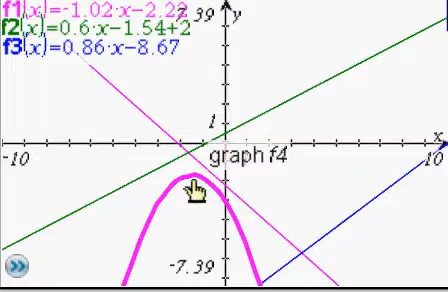 f1(x)=-1.02·x-2.22
7.39
y
f2(x)=0.6·x-1.54+2
f3(x)=0.86·x-8.67
1
x
-10
graph f4
10
-7.39